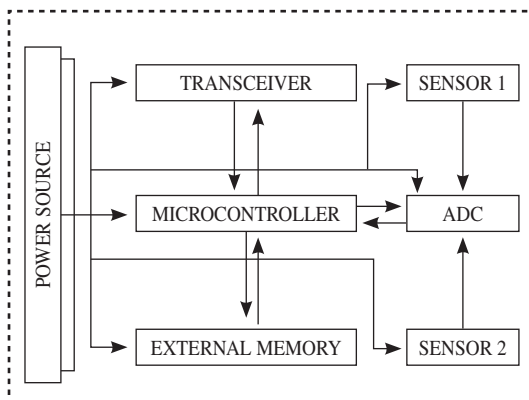 POWER SOURCE
TRANSCEIVER
SENSOR 1
MICROCONTROLLER
ADC
EXTERNAL MEMORY
SENSOR 2